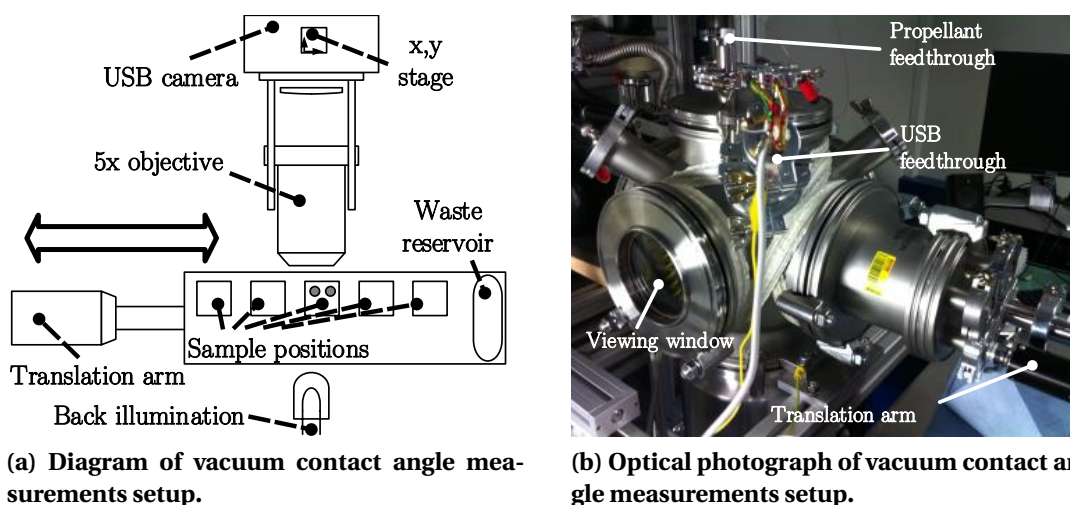 USB camera
x,y
stage
5x objective
Waste
reservoir
Sample positions
Translation arm
Back illumination
(a) Diagram of vacuum contact angle mea-
surements setup.
Propellant
feedthrough
USB
feedthrough
Viewing window
Translation arm
(b) Optical photograph of vacuum contact an-
gle measurements setup.